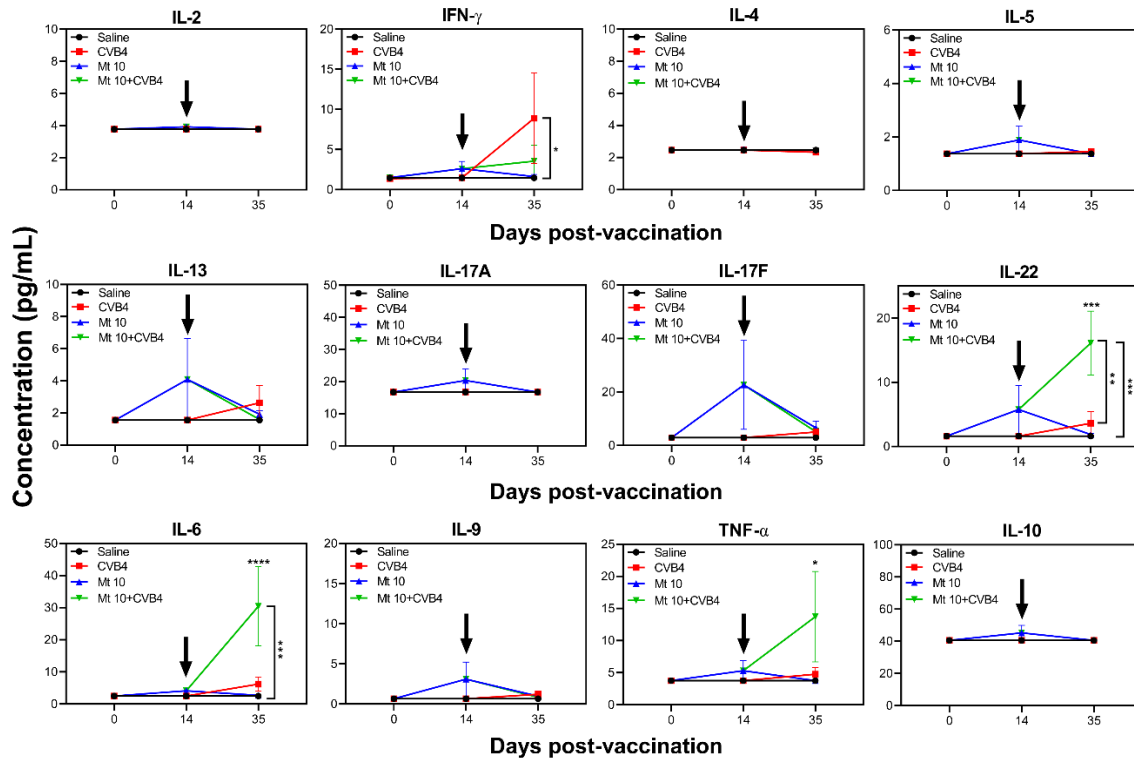 IL-2
Saline
CVB4
Mt 10
Mt 10+CVB4
10
8
6
4
2
0
0 14 35
IFN-γ
Saline
CVB4
Mt 10
Mt 10+CVB4
20
15
10
5
0
*
0 14 35
IL-4
Saline
CVB4
Mt 10
Mt 10+CVB4
8
6
4
2
0
0 14 35
IL-5
Saline
CVB4
Mt 10
Mt 10+CVB4
6
4
2
0
0 14 35
Days post-vaccination
Concentration (pg/mL)
IL-13
Saline
CVB4
Mt 10
Mt 10+CVB4
10
8
6
4
2
0
0 14 35
IL-17A
Saline
CVB4
Mt 10
Mt 10+CVB4
50
40
30
20
10
0
0 14 35
IL-17F
Saline
CVB4
Mt 10
Mt 10+CVB4
60
40
20
0
0 14 35
IL-22
Saline
CVB4
Mt 10
Mt 10+CVB4
20
10
0
***
**
***
0 14 35
Days post-vaccination
IL-6
Saline
CVB4
Mt 10
Mt 10+CVB4
50
40
30
20
10
0
****
***
0 14 35
IL-9
Saline
CVB4
Mt 10
Mt 10+CVB4
15
10
5
0
0 14 35
TNF-α
Saline
CVB4
Mt 10
Mt 10+CVB4
25
20
15
10
5
0
*
0 14 35
IL-10
Saline
CVB4
Mt 10
Mt 10+CVB4
100
80
60
40
20
0
0 14 35
Days post-vaccination